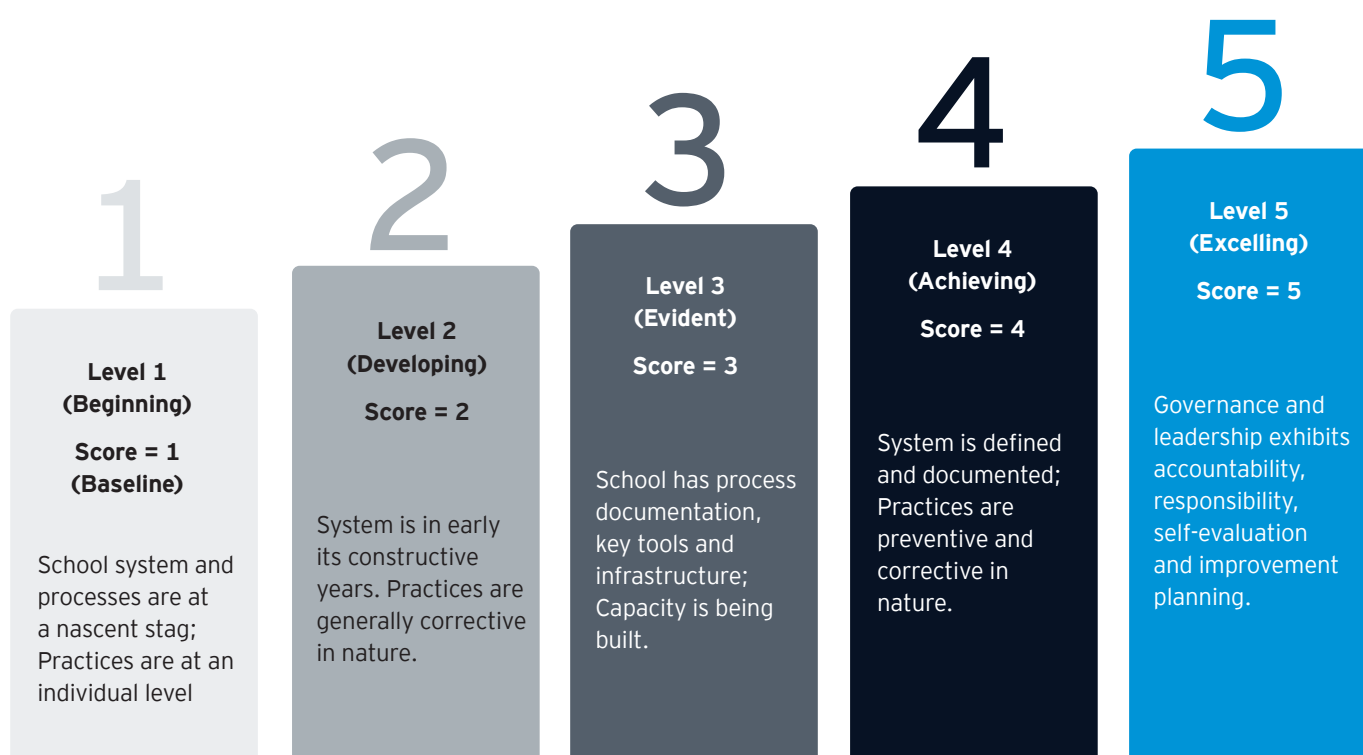 1
Level 1
(Beginning)
Score = 1
(Baseline)
School system and
processes are at
a nascent stag;
Practices are at an
individual level
2
Level 2
(Developing)
Score = 2
System is in early
its constructive
years. Practices are
generally corrective
in nature.
3
Level 3
(Evident)
Score = 3
School has process
documentation,
key tools and
infrastructure;
Capacity is being
built.
4
Level 4
(Achieving)
Score = 4
System is defined
and documented;
Practices are
preventive and
corrective in
nature.
5
Level 5
(Excelling)
Score = 5
Governance and
leadership exhibits
accountability,
responsibility,
self-evaluation
and improvement
planning.